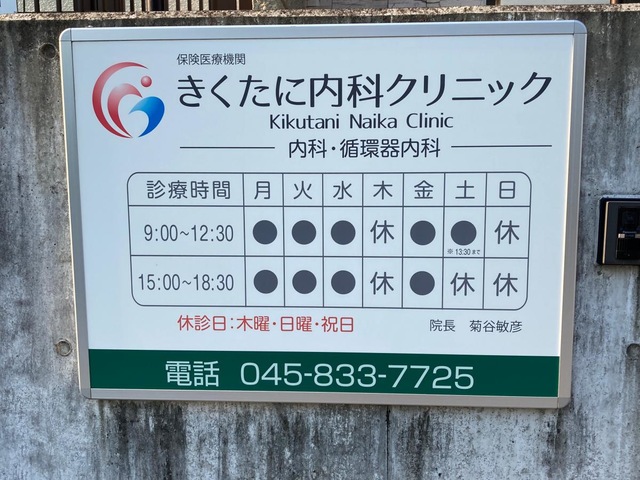 保険医療機関
きくたに内科クリニック
Kikutani Naika Clinic
内科・循環器内科
診療時間 月 火 水 木 金 土 日
9:00~12:30 ● ● ● 休 ● ● 休
※ 13:30まで
15:00~18:30 ● ● ● 休 ● 休 休
休診日:木曜・日曜・祝日 院長 菊谷敏彦
電話 045-833-7725